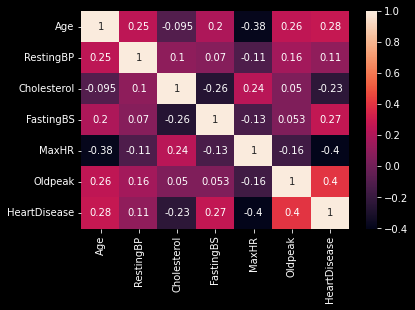 Age 1 0.25 -0.095 0.2 -0.38 0.26 0.28
RestingBP 0.25 1 0.1 0.07 -0.11 0.16 0.11
Cholesterol -0.095 0.1 1 -0.26 0.24 0.05 -0.23
FastingBS 0.2 0.07 -0.26 1 -0.13 0.053 0.27
MaxHR -0.38 -0.11 0.24 -0.13 1 -0.16 -0.4
Oldpeak 0.26 0.16 0.05 0.053 -0.16 1 0.4
HeartDisease 0.28 0.11 -0.23 0.27 -0.4 0.4 1
Age RestingBP Cholesterol FastingBS MaxHR Oldpeak HeartDisease
1.0
0.8
0.6
0.4
0.2
0.0
−0.2
−0.4